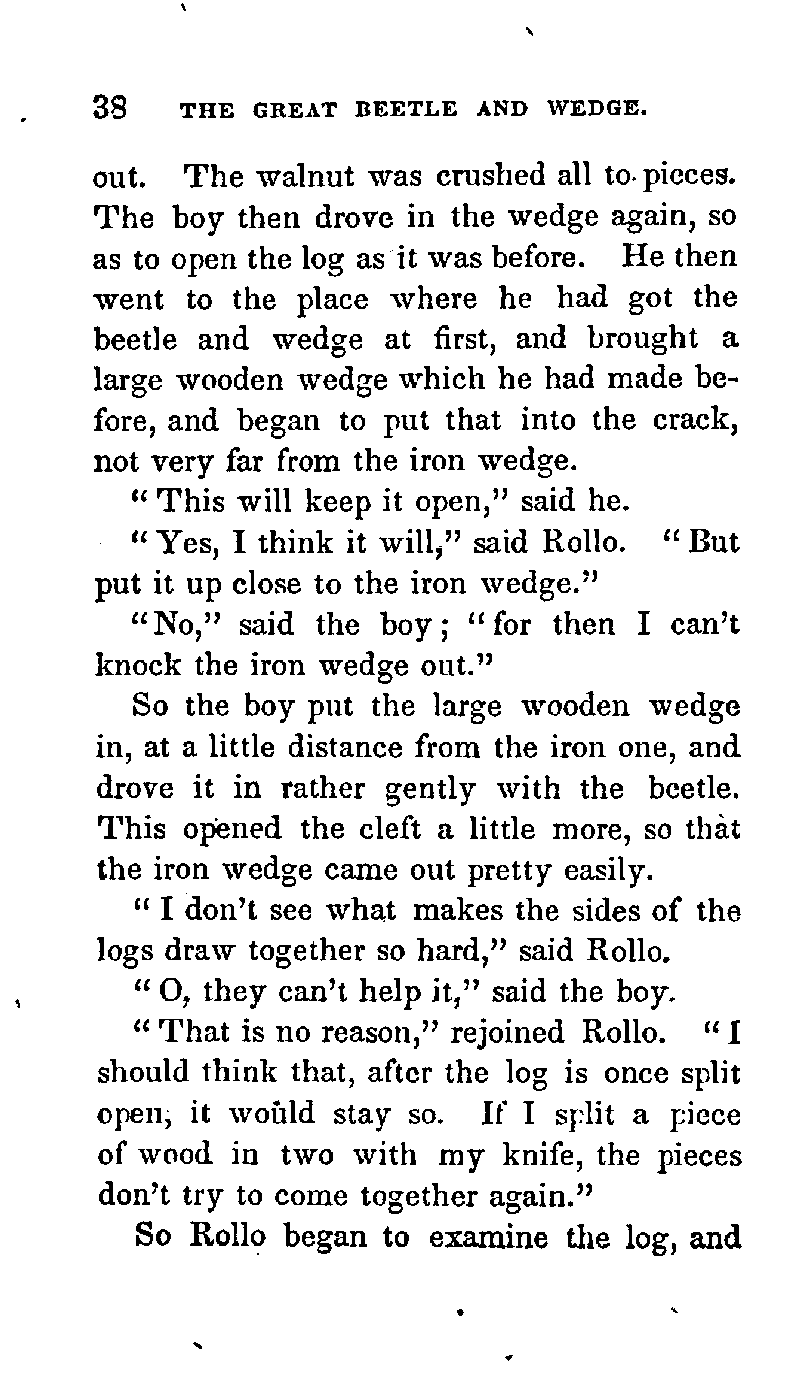 38 THE GREAT BEETLE AND WEDGE.
out. The walnut was crushed all to pieces.
The boy then drove in the wedge again, so
as to open the log as it was before. He then
went to the place where he had got the
beetle and wedge at first, and brought a
large wooden wedge which he had made be-
fore, and began to put that into the crack,
not very far from the iron wedge.
"This will keep it open," said he.
"Yes, I think it will," said Rollo. "But
put it up close to the iron wedge."
"No," said the boy; "for then I can't
knock the iron wedge out."
So the boy put the large wooden wedge
in, at a little distance from the iron one, and
drove it in rather gently with the beetle.
This opened the cleft a little more, so that
the iron wedge came out pretty easily.
"I don't see what makes the sides of the
logs draw together so hard," said Rollo.
"O, they can't help it," said the boy.
"That is no reason," rejoined Rollo. "I
should think that, after the log is once split
open, it would stay so. If I split a piece
of wood in two with my knife, the pieces
don't try to come together again."
So Rollo began to examine the log, and